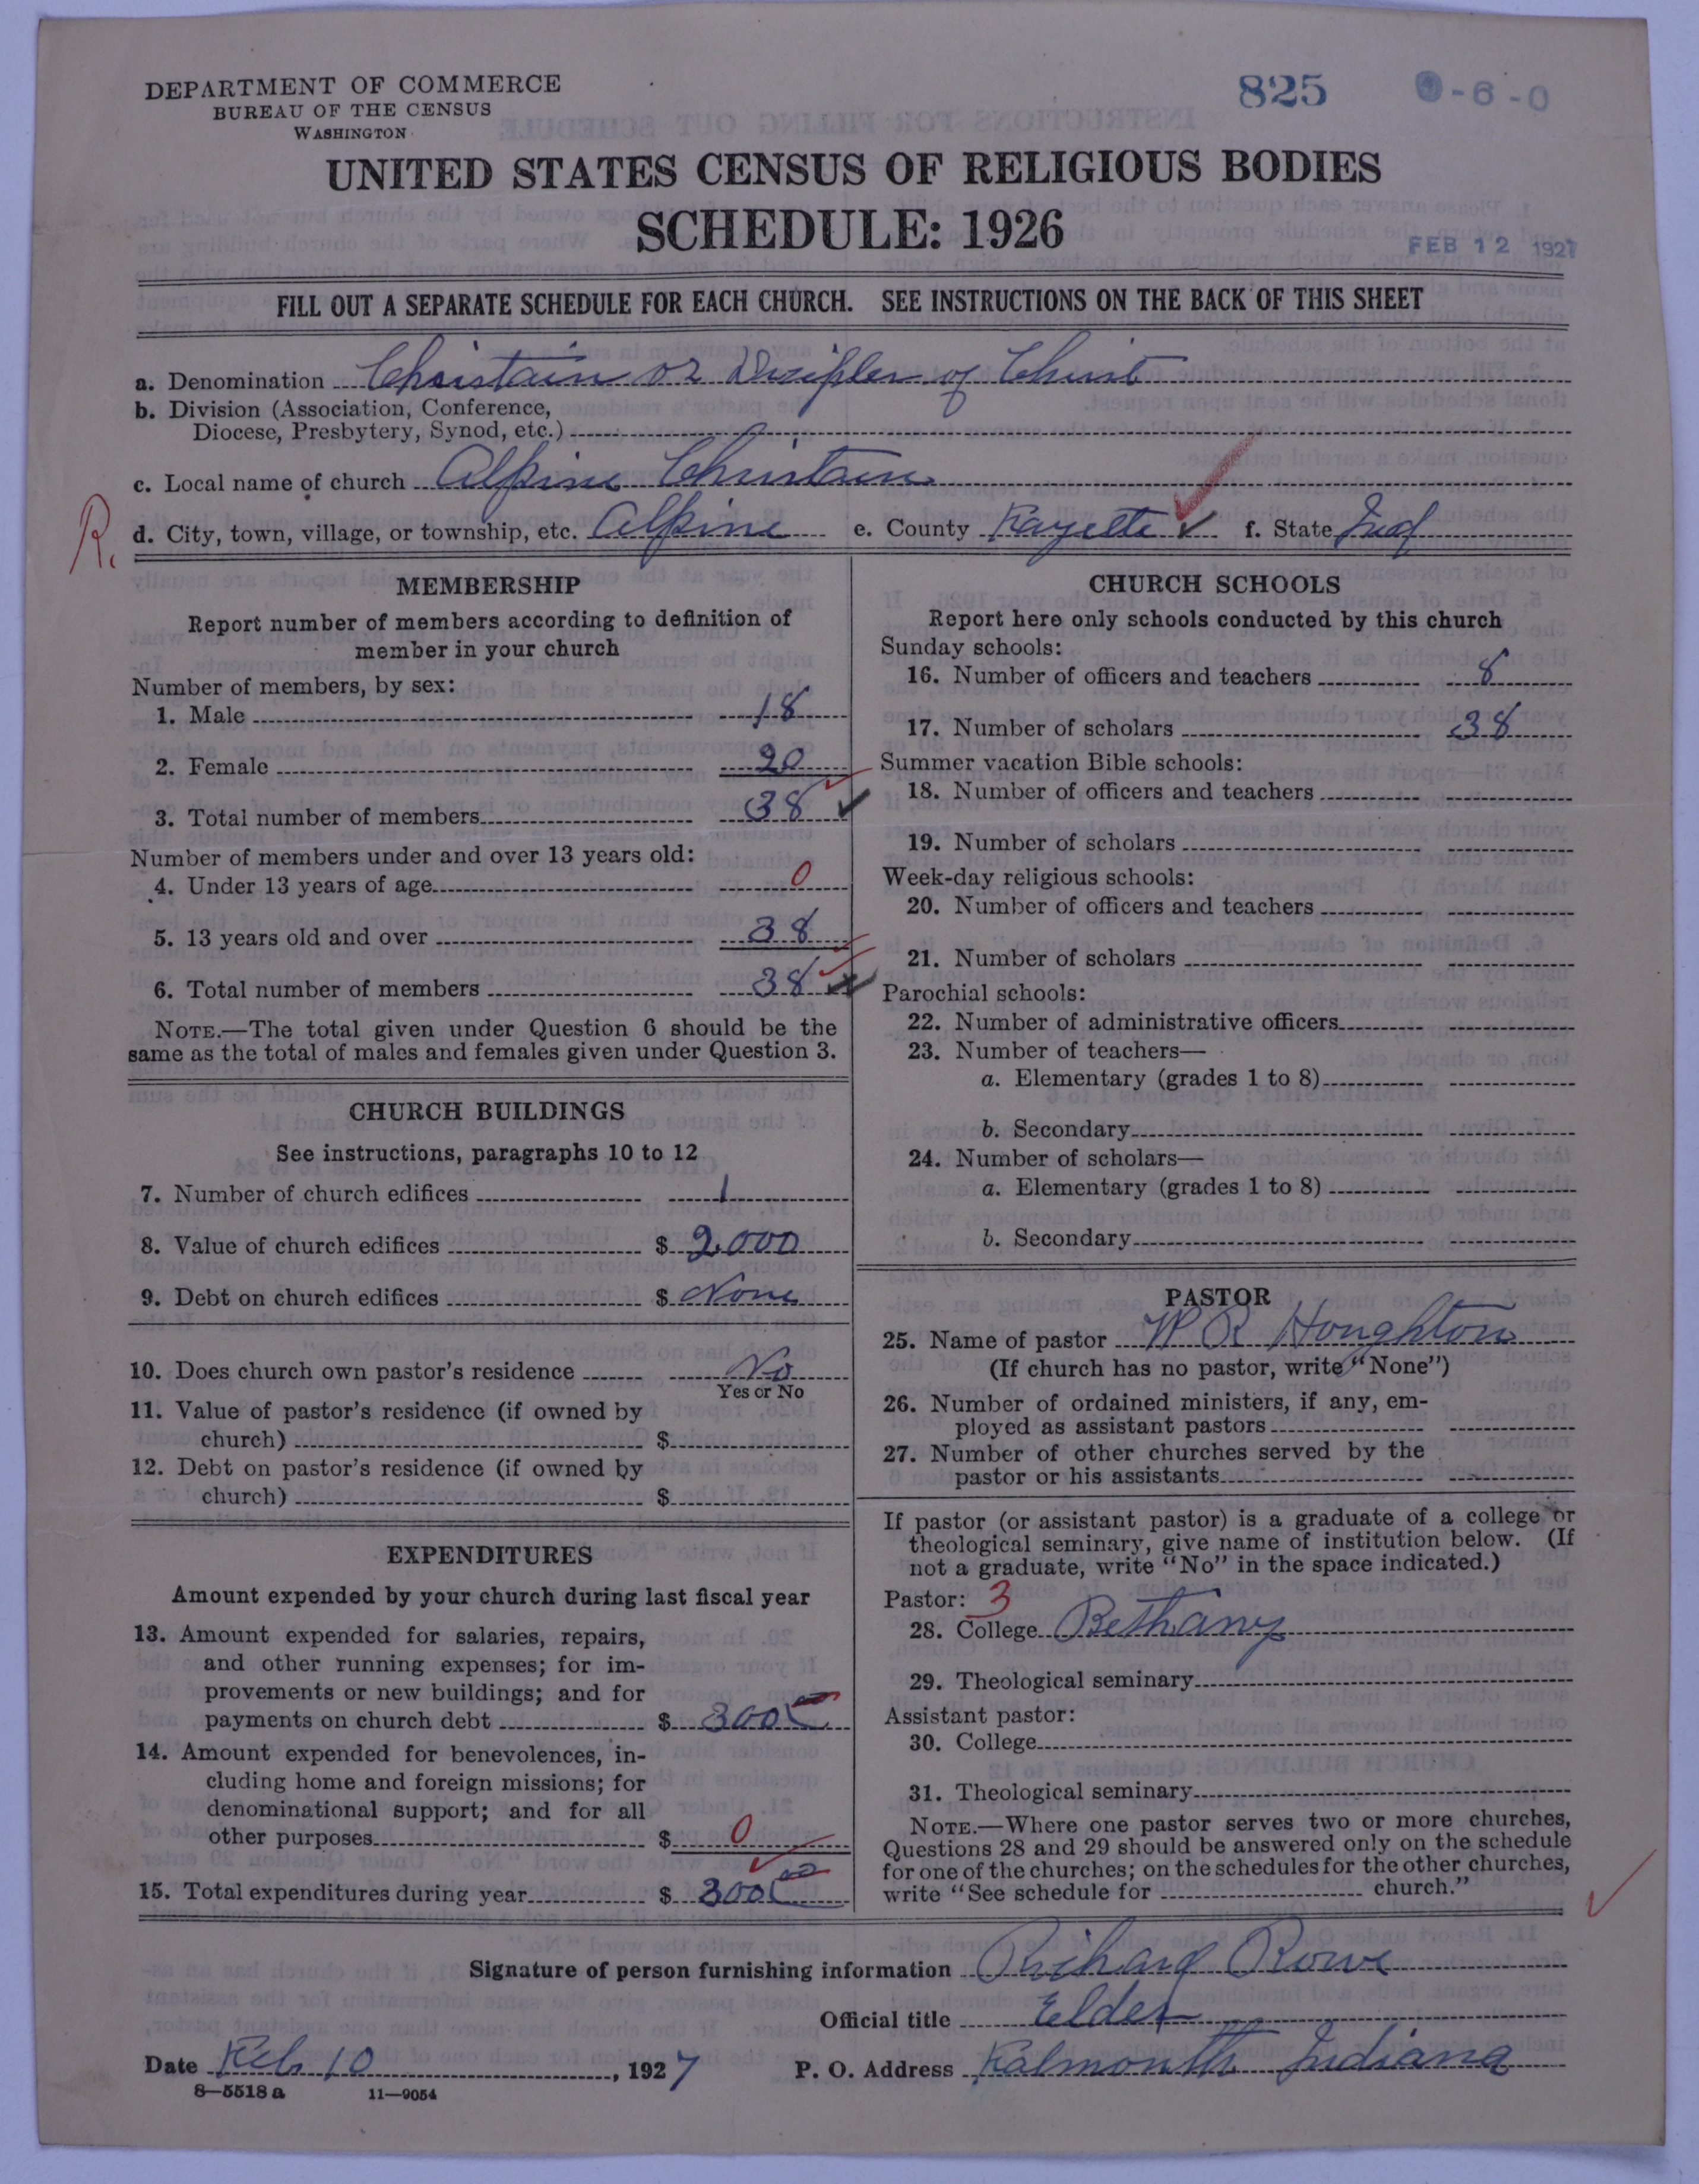 DEPARTMENT OF COMMERCE
BUREAU OF THE CENSUS
WASHINGTON
825
-6-0
UNITED STATES CENSUS OF RELIGIOUS BODIES
SCHEDULE: 1926
FEB 12 1927
FILL OUT A SEPARATE SCHEDULE FOR EACH CHURCH. SEE INSTRUCTIONS ON THE BACK OF THIS SHEET
a. Denomination Christain or Disciples of Christ
b. Division (Association, Conference,
Diocese, Presbytery, Synod, etc.)
c. Local name of church Alpine Christain
R. d. City, town, village, or township, etc. Alpine e. County Fayette ✓ f. State Ind
MEMBERSHIP
Report number of members according to definition of
member in your church
Number of members, by sex:
1. Male 18
2. Female 20
3. Total number of members 38
Number of members under and over 13 years old:
4. Under 13 years of age 0
5. 13 years old and over 38
6. Total number of members 38
NOTE.—The total given under Question 6 should be the
same as the total of males and females given under Question 3.
CHURCH BUILDINGS
See instructions, paragraphs 10 to 12
7. Number of church edifices 1
8. Value of church edifices $ 2000
9. Debt on church edifices $ None
10. Does church own pastor's residence No
Yes or No
11. Value of pastor's residence (if owned by
church) $
12. Debt on pastor's residence (if owned by
church) $
EXPENDITURES
Amount expended by your church during last fiscal year
13. Amount expended for salaries, repairs,
and other running expenses; for im-
provements or new buildings; and for
payments on church debt $ 300
14. Amount expended for benevolences, in-
cluding home and foreign missions; for
denominational support; and for all
other purposes $ 0
15. Total expenditures during year $ 300 00
CHURCH SCHOOLS
Report here only schools conducted by this church
Sunday schools:
16. Number of officers and teachers 8
17. Number of scholars 38
Summer vacation Bible schools:
18. Number of officers and teachers
19. Number of scholars
Week-day religious schools:
20. Number of officers and teachers
21. Number of scholars
Parochial schools:
22. Number of administrative officers
23. Number of teachers—
a. Elementary (grades 1 to 8)
b. Secondary
24. Number of scholars—
a. Elementary (grades 1 to 8)
b. Secondary
PASTOR
25. Name of pastor W R Houghton
(If church has no pastor, write "None")
26. Number of ordained ministers, if any, em-
ployed as assistant pastors
27. Number of other churches served by the
pastor or his assistants
If pastor (or assistant pastor) is a graduate of a college or
theological seminary, give name of institution below. (If
not a graduate, write "No" in the space indicated.)
Pastor: 3
28. College Bethany
29. Theological seminary
Assistant pastor:
30. College
31. Theological seminary
NOTE.—Where one pastor serves two or more churches,
Questions 28 and 29 should be answered only on the schedule
for one of the churches; on the schedules for the other churches,
write "See schedule for church."
Signature of person furnishing information Richard Rowe
Official title Elder
Date Feb 10, 1927 P. O. Address Falmouth Indiana
8—5518 a 11—9054